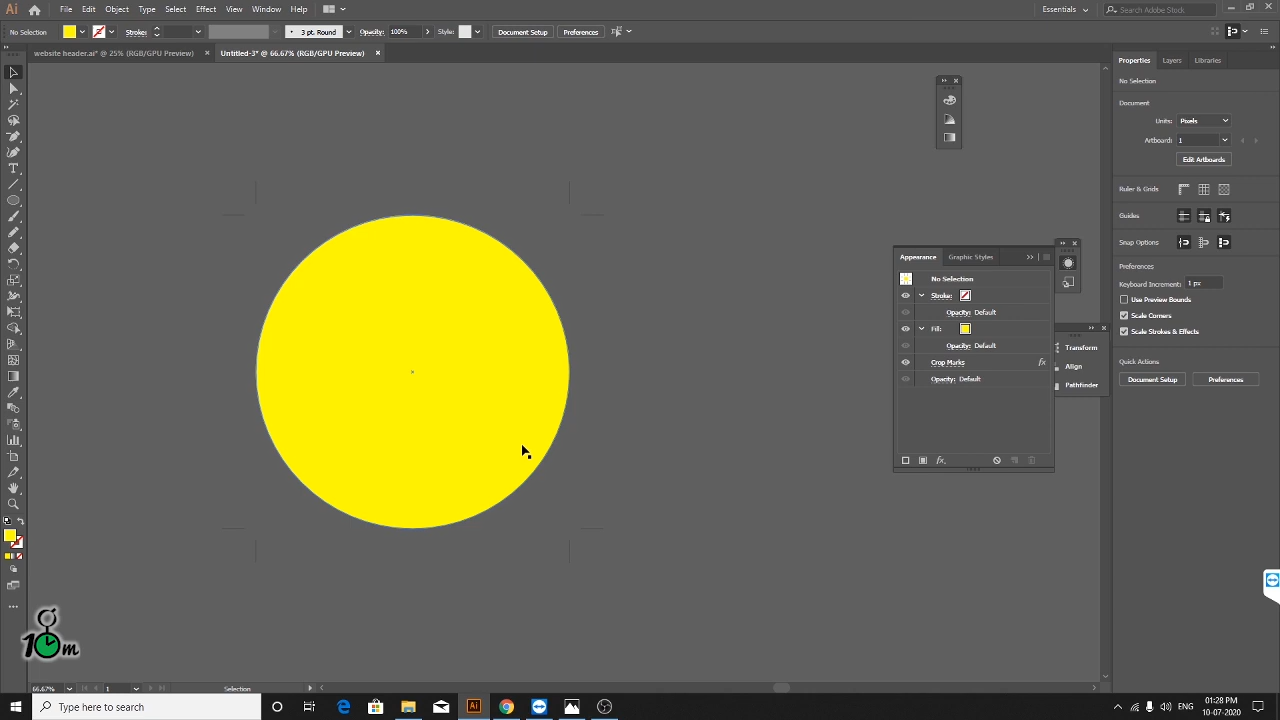 Ai File Edit Object Type Select Effect View Window Help Essentials Search Adobe Stock
No Selection Stroke: 3 pt. Round Opacity: 100% Style: Document Setup Preferences
website header.ai* @ 25% (RGB/GPU Preview) × Untitled-3* @ 66.67% (RGB/GPU Preview) ×
Properties Layers Libraries
No Selection
Document
Units: Pixels
Artboard: 1
Edit Artboards
Ruler & Grids
Guides
Snap Options
Preferences
Keyboard Increment: 1 px
Use Preview Bounds
Scale Corners
Scale Strokes & Effects
Quick Actions
Document Setup Preferences
Appearance Graphic Styles
No Selection
Stroke:
Opacity: Default
Fill:
Opacity: Default
Crop Marks fx
Opacity: Default
fx.
Transform
Align
Pathfinder
10m
66.67% 1 Selection
Type here to search
Ai
ENG
01:28 PM
10-07-2020